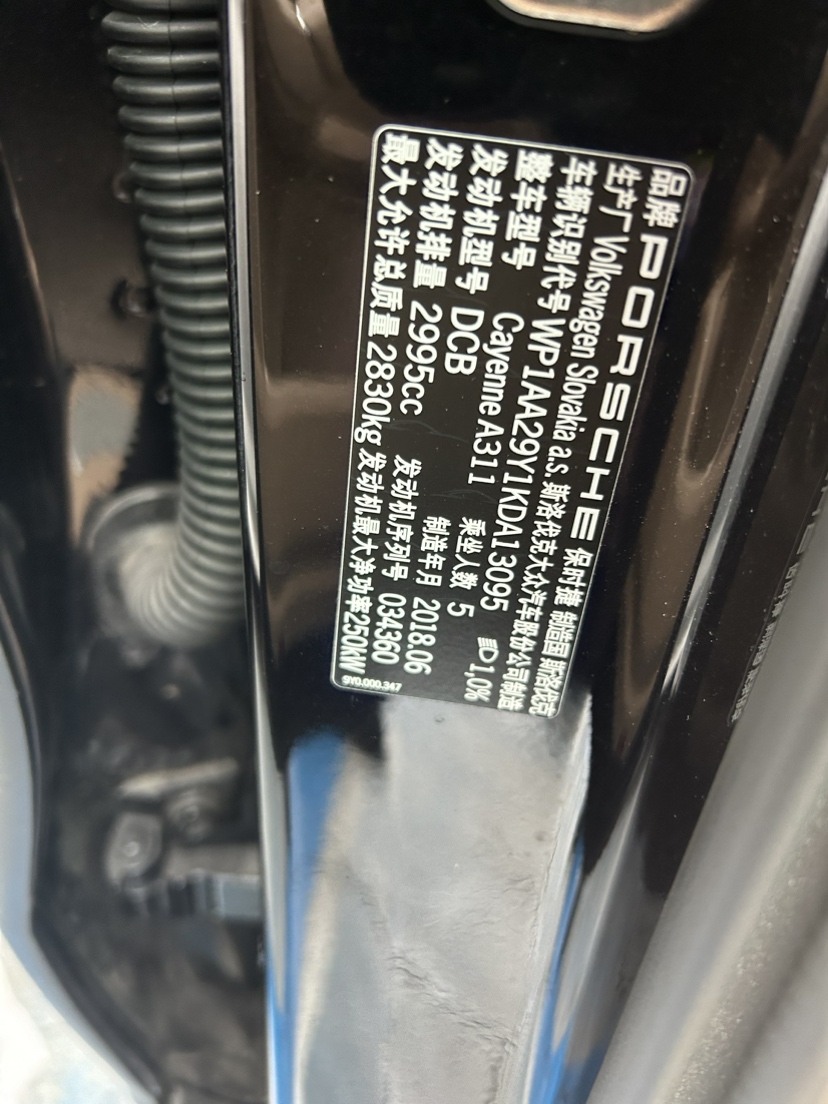 品牌 PORSCHE 保时捷 制造国 斯洛伐克
生产厂 Volkswagen Slovakia a.s. 斯洛伐克大众汽车股份公司制造
车辆识别代号 WP1AA29Y1KDA13095
整车型号 Cayenne A311 乘坐人数 5 1,0%
发动机型号 DCB 制造年月 2018.06
发动机排量 2995cc 发动机序列号 034360
最大允许总质量 2830kg 发动机最大净功率250kW
9Y0.000.347